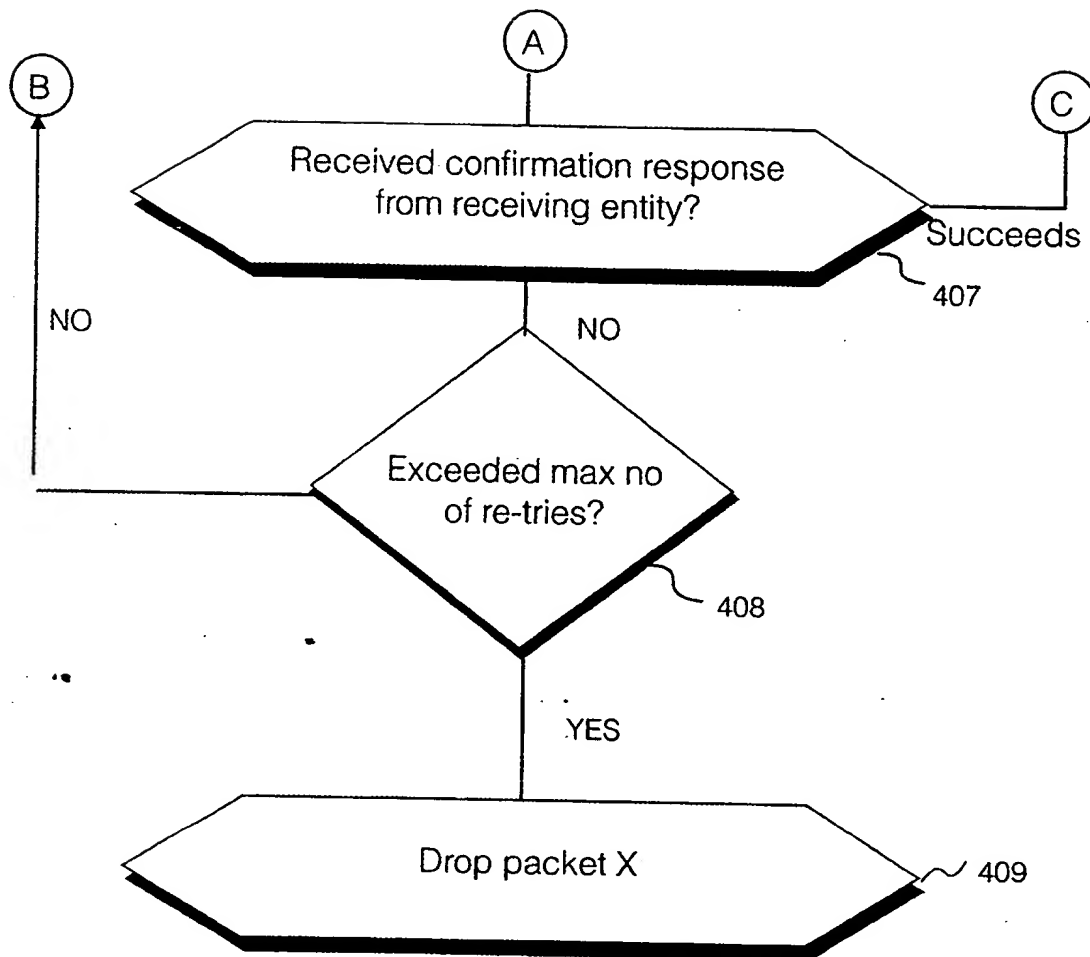 A
B
C
Received confirmation response
from receiving entity?
Succeeds
407
NO
NO
Exceeded max no
of re-tries?
408
YES
Drop packet X
409